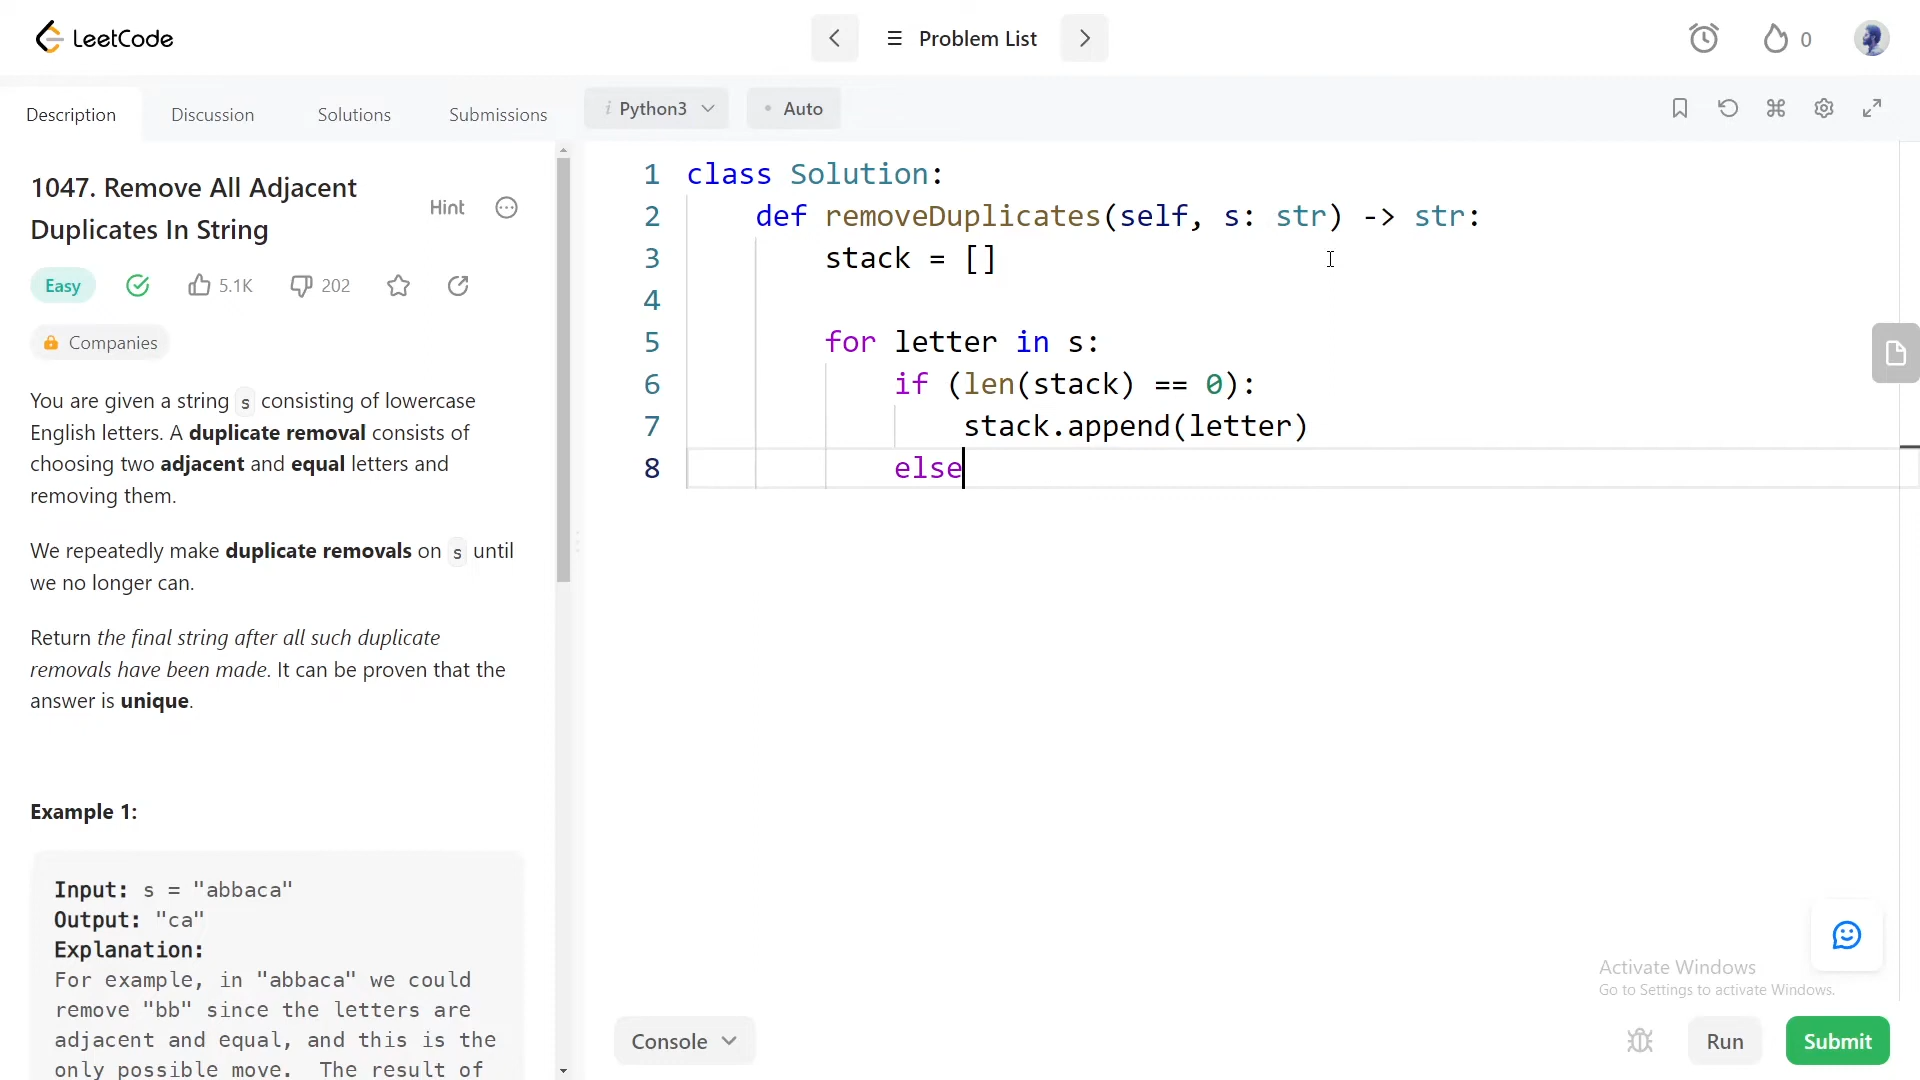 LeetCode
Problem List
0
Description
Discussion
Solutions
Submissions
i Python3
Auto
1047. Remove All Adjacent
Duplicates In String
Hint
Easy
5.1K
202
Companies
You are given a string s consisting of lowercase
English letters. A duplicate removal consists of
choosing two adjacent and equal letters and
removing them.
We repeatedly make duplicate removals on s until
we no longer can.
Return the final string after all such duplicate
removals have been made. It can be proven that the
answer is unique.
Example 1:
Input: s = "abbaca"
Output: "ca"
Explanation:
For example, in "abbaca" we could
remove "bb" since the letters are
adjacent and equal, and this is the
only possible move.  The result of
1 class Solution:
2     def removeDuplicates(self, s: str) -> str:
3         stack = []
4
5         for letter in s:
6             if (len(stack) == 0):
7                 stack.append(letter)
8             else
Activate Windows
Go to Settings to activate Windows.
Console
Run
Submit